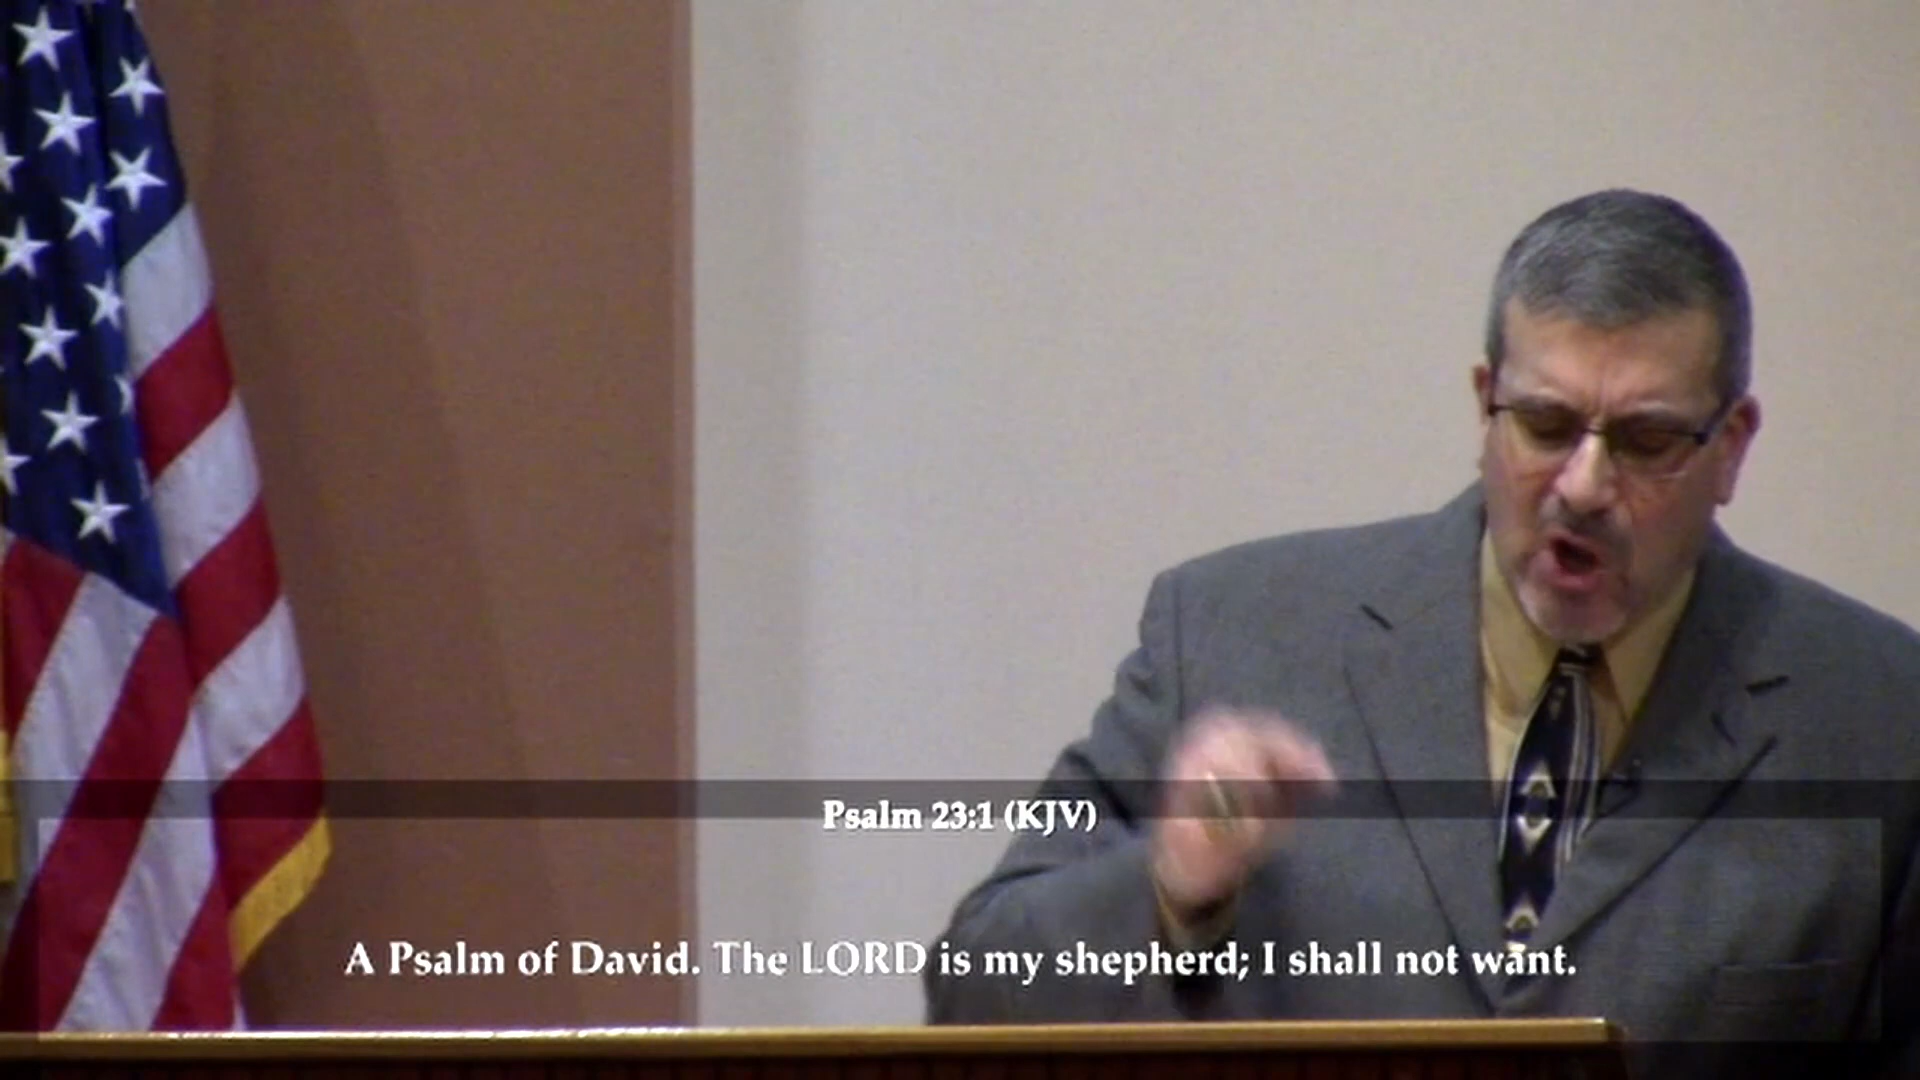 Psalm 23:1 (KJV)
A Psalm of David. The LORD is my shepherd; I shall not want.